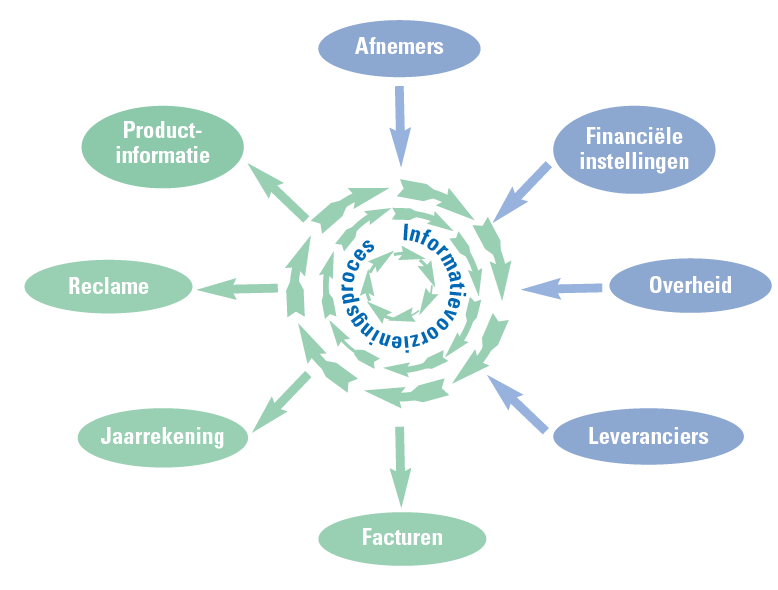 Afnemers
Product-
informatie
Financiële
instellingen
Informatievoorzieningsproces
Reclame
Overheid
Jaarrekening
Leveranciers
Facturen